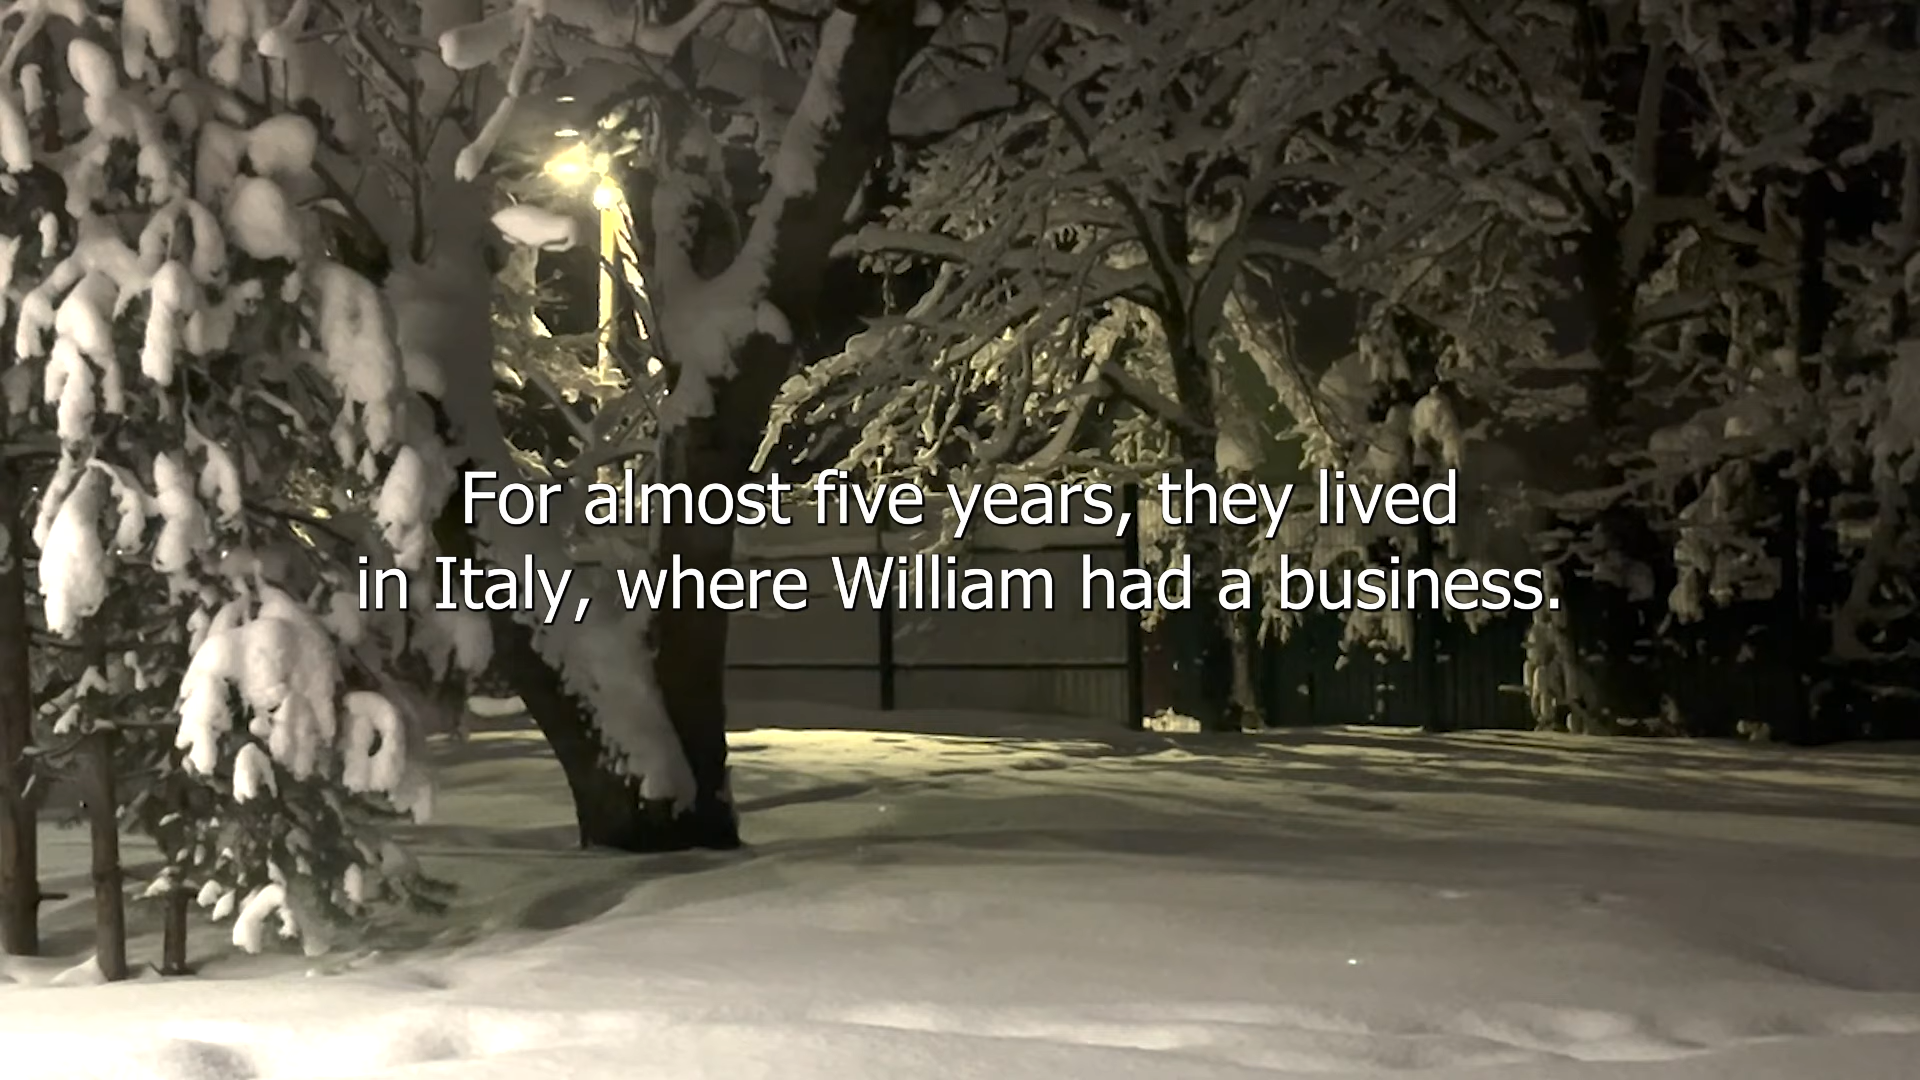 For almost five years, they lived
in Italy, where William had a business.